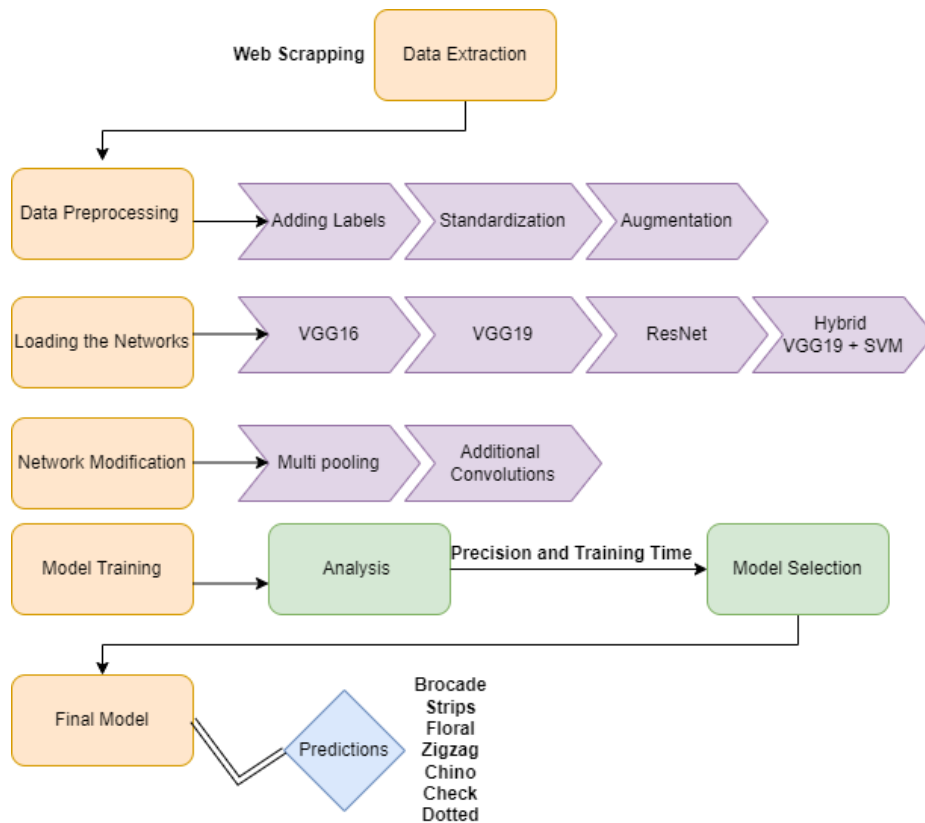 Web Scrapping
Data Extraction
Data Preprocessing
Adding Labels
Standardization
Augmentation
Loading the Networks
VGG16
VGG19
ResNet
Hybrid
VGG19 + SVM
Network Modification
Multi pooling
Additional
Convolutions
Model Training
Analysis
Precision and Training Time
Model Selection
Final Model
Predictions
Brocade
Strips
Floral
Zigzag
Chino
Check
Dotted